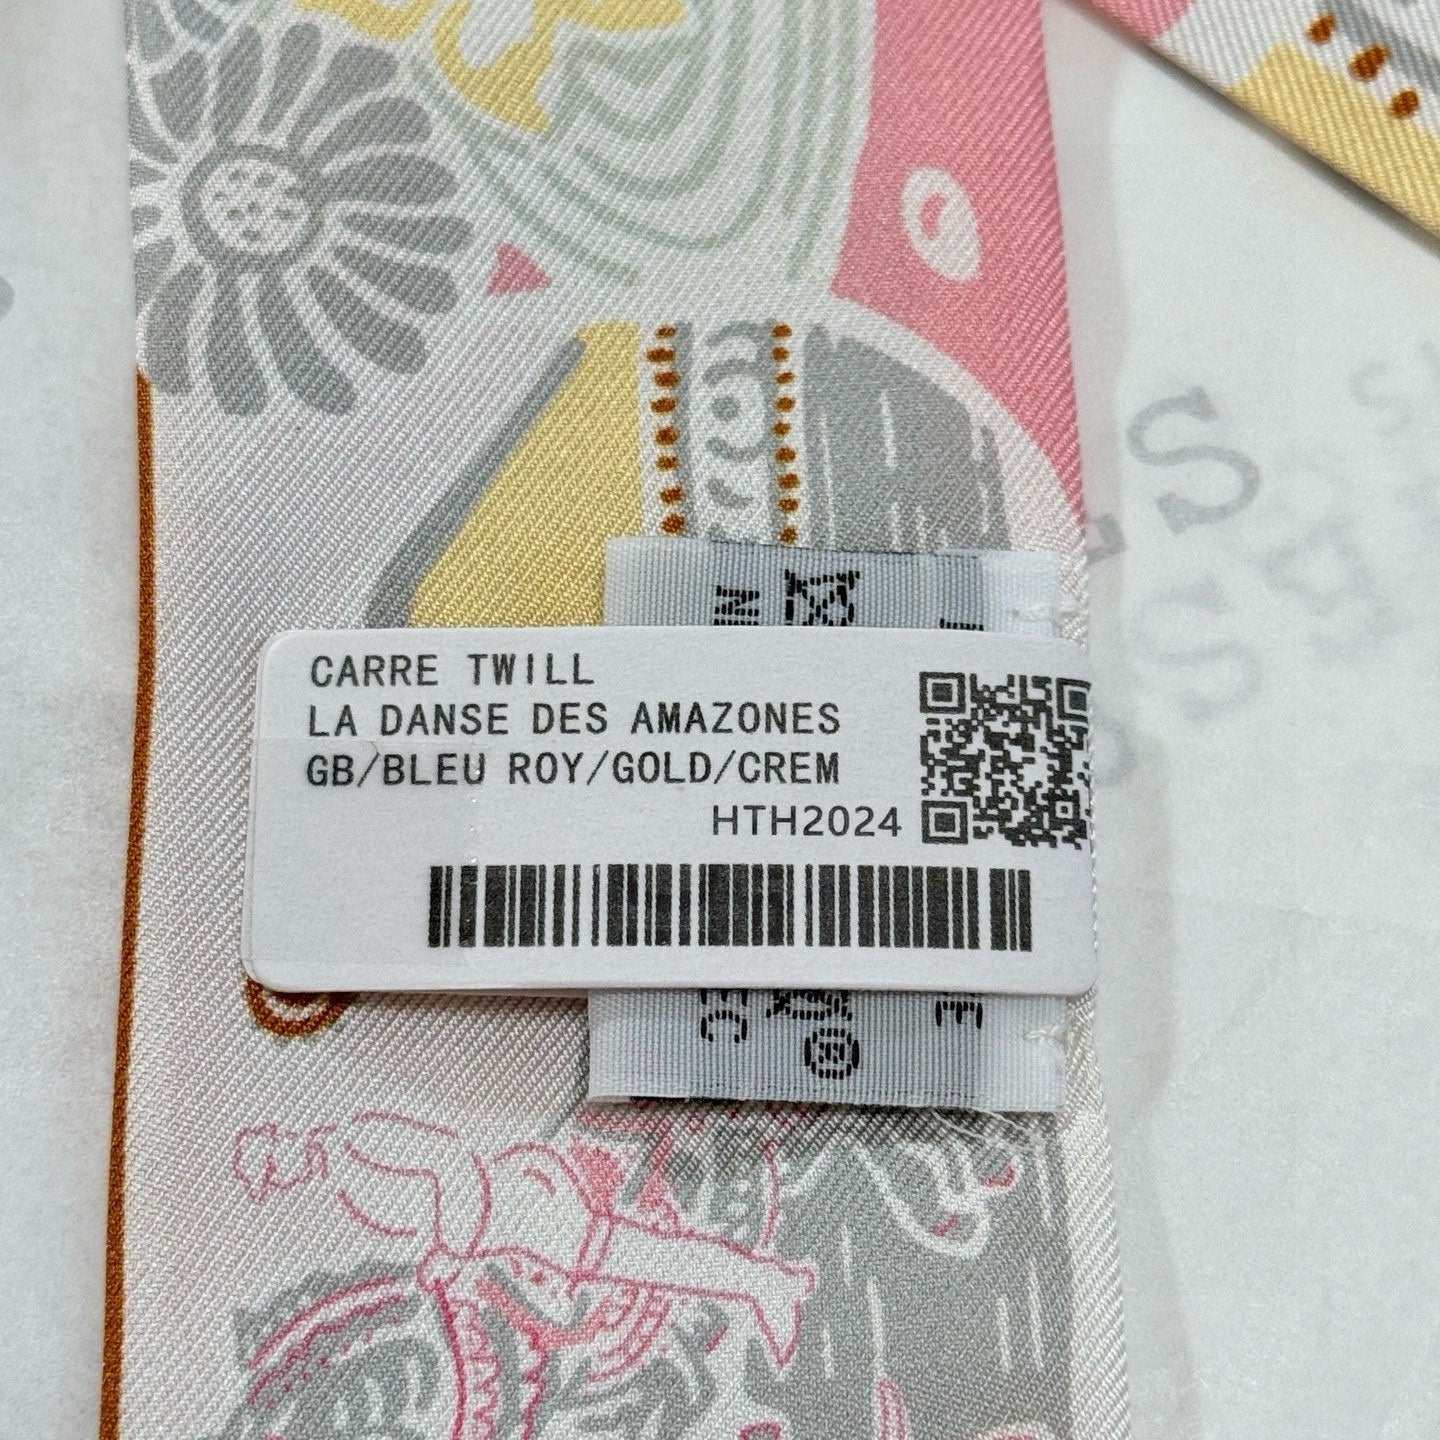 CARRE TWILL
LA DANSE DES AMAZONES
GB/BLEU ROY/GOLD/CREM
HTH2024